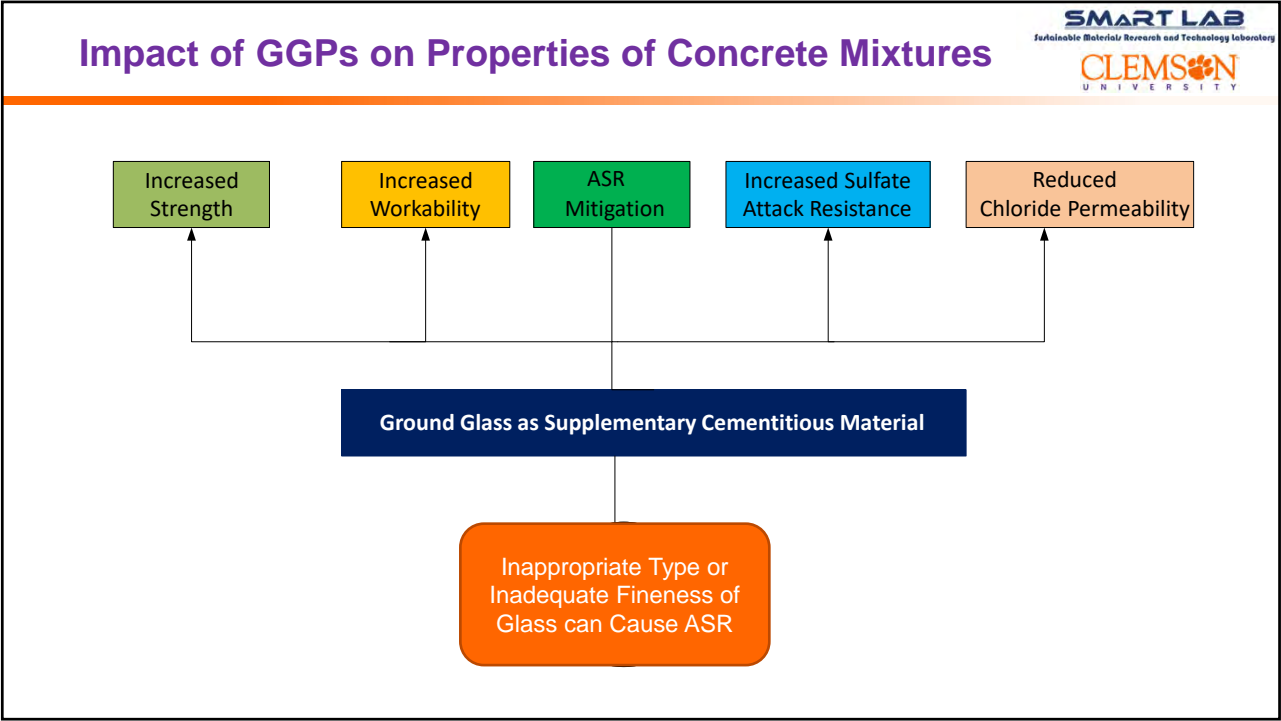 Impact of GGPs on Properties of Concrete Mixtures
SMART LAB
Sustainable Materials Research and Technology Laboratory
CLEMSON
UNIVERSITY
Increased
Strength
Increased
Workability
ASR
Mitigation
Increased Sulfate
Attack Resistance
Reduced
Chloride Permeability
Ground Glass as Supplementary Cementitious Material
Inappropriate Type or
Inadequate Fineness of
Glass can Cause ASR